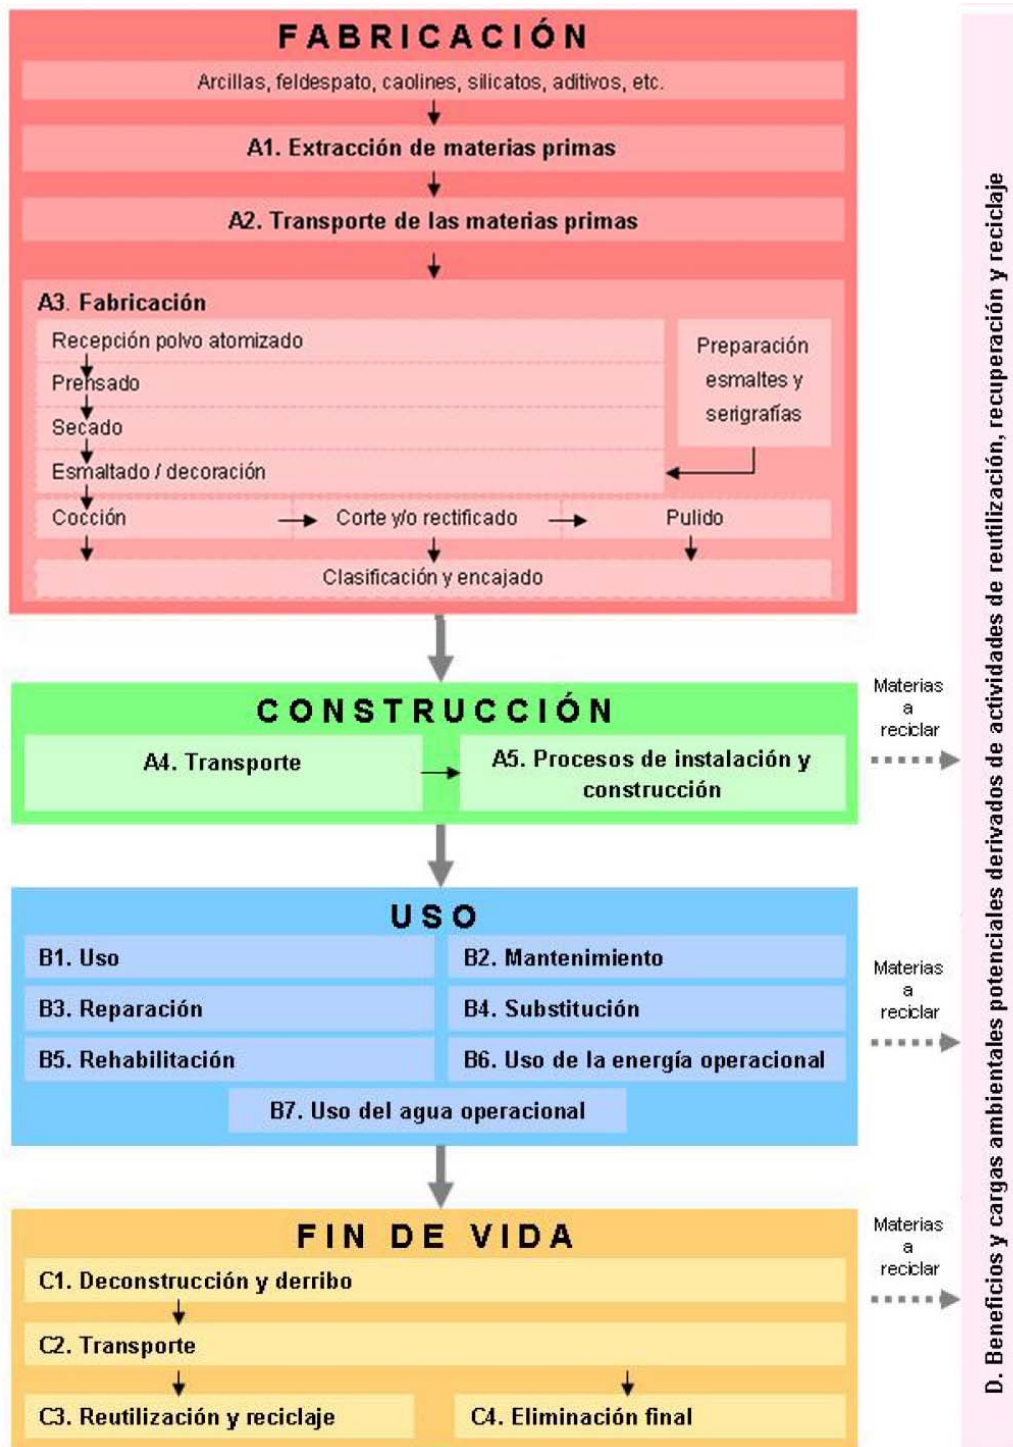 FABRICACIÓN
Arcillas, feldespato, caolines, silicatos, aditivos, etc.
A1. Extracción de materias primas
A2. Transporte de las materias primas
A3. Fabricación
Recepción polvo atomizado
Prensado
Secado
Esmaltado / decoración
Preparación
esmaltes y
serigrafías
Cocción
Corte y/o rectificado
Pulido
Clasificación y encajado
CONSTRUCCIÓN
A4. Transporte
A5. Procesos de instalación y
construcción
Materias
a
reciclar
USO
B1. Uso
B2. Mantenimiento
B3. Reparación
B4. Substitución
B5. Rehabilitación
B6. Uso de la energía operacional
B7. Uso del agua operacional
Materias
a
reciclar
FIN DE VIDA
C1. Deconstrucción y derribo
C2. Transporte
C3. Reutilización y reciclaje
C4. Eliminación final
Materias
a
reciclar
D. Beneficios y cargas ambientales potenciales derivados de actividades de reutilización, recuperación y reciclaje